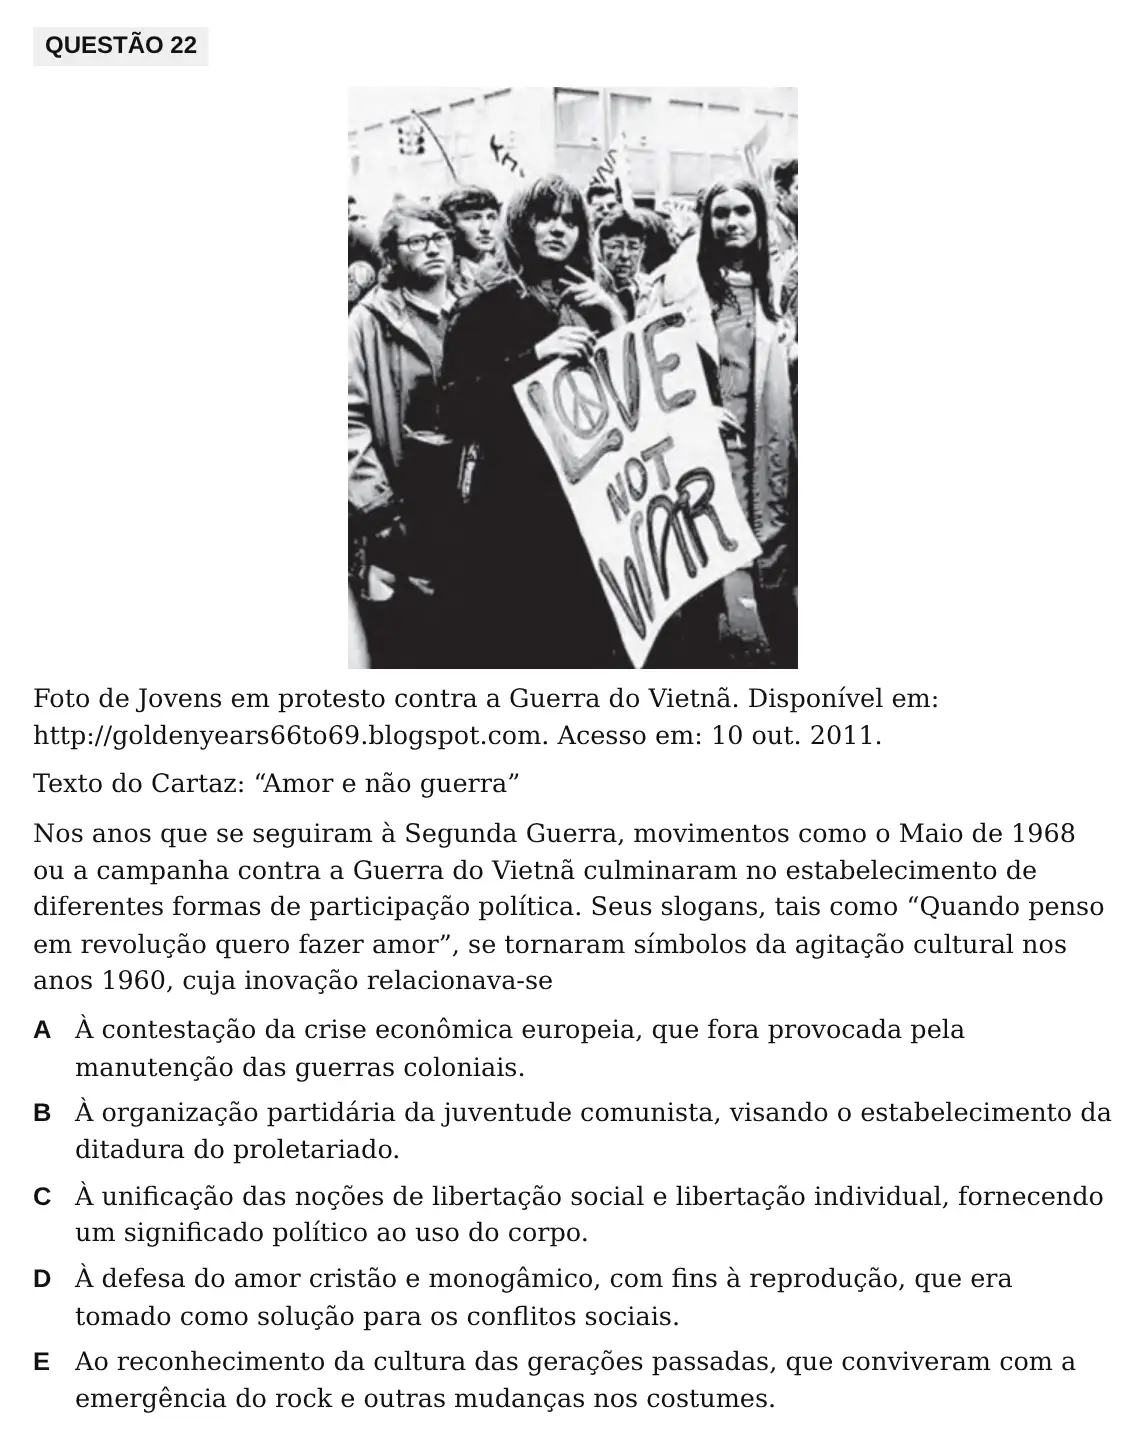 QUESTÃO 22
LOVE
NOT
WAR
Foto de Jovens em protesto contra a Guerra do Vietnã. Disponível em:
http://goldenyears66to69.blogspot.com. Acesso em: 10 out. 2011.
Texto do Cartaz: “Amor e não guerra”
Nos anos que se seguiram à Segunda Guerra, movimentos como o Maio de 1968
ou a campanha contra a Guerra do Vietnã culminaram no estabelecimento de
diferentes formas de participação política. Seus slogans, tais como “Quando penso
em revolução quero fazer amor”, se tornaram símbolos da agitação cultural nos
anos 1960, cuja inovação relacionava-se
A À contestação da crise econômica europeia, que fora provocada pela
manutenção das guerras coloniais.
B À organização partidária da juventude comunista, visando o estabelecimento da
ditadura do proletariado.
C À unificação das noções de libertação social e libertação individual, fornecendo
um significado político ao uso do corpo.
D À defesa do amor cristão e monogâmico, com fins à reprodução, que era
tomado como solução para os conflitos sociais.
E Ao reconhecimento da cultura das gerações passadas, que conviveram com a
emergência do rock e outras mudanças nos costumes.